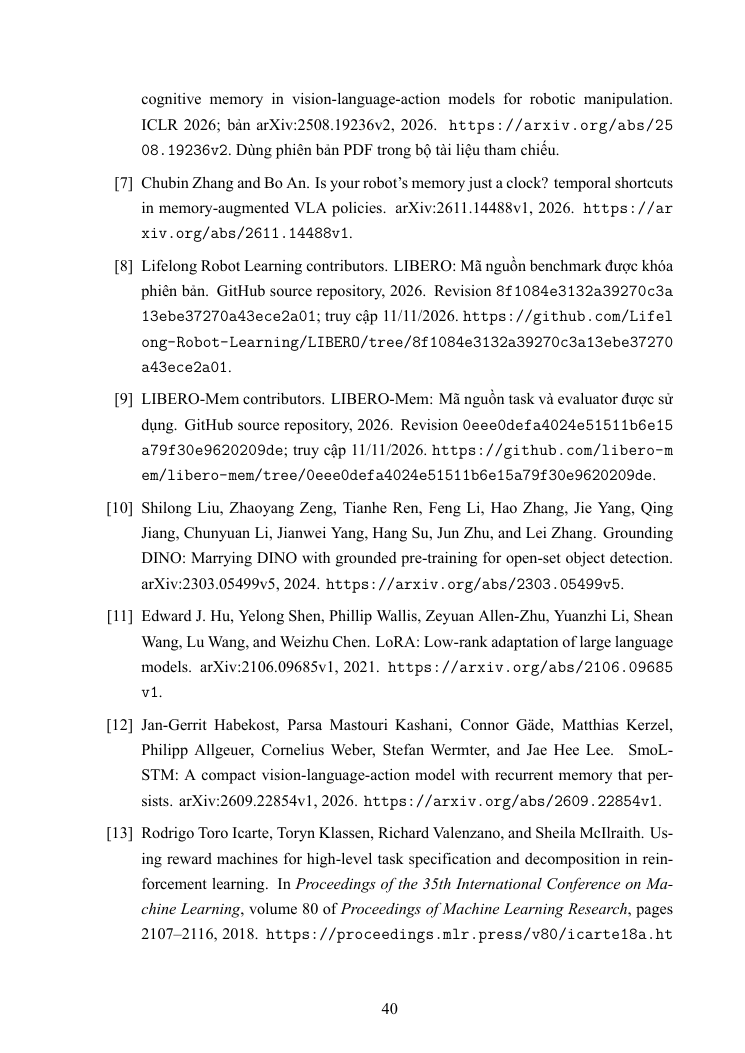 cognitive memory in vision-language-action models for robotic manipulation.
ICLR 2026; bản arXiv:2508.19236v2, 2026. https://arxiv.org/abs/25
08.19236v2. Dùng phiên bản PDF trong bộ tài liệu tham chiếu.
[7] Chubin Zhang and Bo An. Is your robot's memory just a clock? temporal shortcuts
in memory-augmented VLA policies. arXiv:2611.14488v1, 2026. https://ar
xiv.org/abs/2611.14488v1.
[8] Lifelong Robot Learning contributors. LIBERO: Mã nguồn benchmark được khóa
phiên bản. GitHub source repository, 2026. Revision 8f1084e3132a39270c3a
13ebe37270a43ece2a01; truy cập 11/11/2026. https://github.com/Lifel
ong-Robot-Learning/LIBERO/tree/8f1084e3132a39270c3a13ebe37270
a43ece2a01.
[9] LIBERO-Mem contributors. LIBERO-Mem: Mã nguồn task và evaluator được sử
dụng. GitHub source repository, 2026. Revision 0eee0defa4024e51511b6e15
a79f30e9620209de; truy cập 11/11/2026. https://github.com/libero-m
em/libero-mem/tree/0eee0defa4024e51511b6e15a79f30e9620209de.
[10] Shilong Liu, Zhaoyang Zeng, Tianhe Ren, Feng Li, Hao Zhang, Jie Yang, Qing
Jiang, Chunyuan Li, Jianwei Yang, Hang Su, Jun Zhu, and Lei Zhang. Grounding
DINO: Marrying DINO with grounded pre-training for open-set object detection.
arXiv:2303.05499v5, 2024. https://arxiv.org/abs/2303.05499v5.
[11] Edward J. Hu, Yelong Shen, Phillip Wallis, Zeyuan Allen-Zhu, Yuanzhi Li, Shean
Wang, Lu Wang, and Weizhu Chen. LoRA: Low-rank adaptation of large language
models. arXiv:2106.09685v1, 2021. https://arxiv.org/abs/2106.09685
v1.
[12] Jan-Gerrit Habekost, Parsa Mastouri Kashani, Connor Gäde, Matthias Kerzel,
Philipp Allgeuer, Cornelius Weber, Stefan Wermter, and Jae Hee Lee. SmoL-
STM: A compact vision-language-action model with recurrent memory that per-
sists. arXiv:2609.22854v1, 2026. https://arxiv.org/abs/2609.22854v1.
[13] Rodrigo Toro Icarte, Toryn Klassen, Richard Valenzano, and Sheila McIlraith. Us-
ing reward machines for high-level task specification and decomposition in rein-
forcement learning. In Proceedings of the 35th International Conference on Ma-
chine Learning, volume 80 of Proceedings of Machine Learning Research, pages
2107–2116, 2018. https://proceedings.mlr.press/v80/icarte18a.ht
40